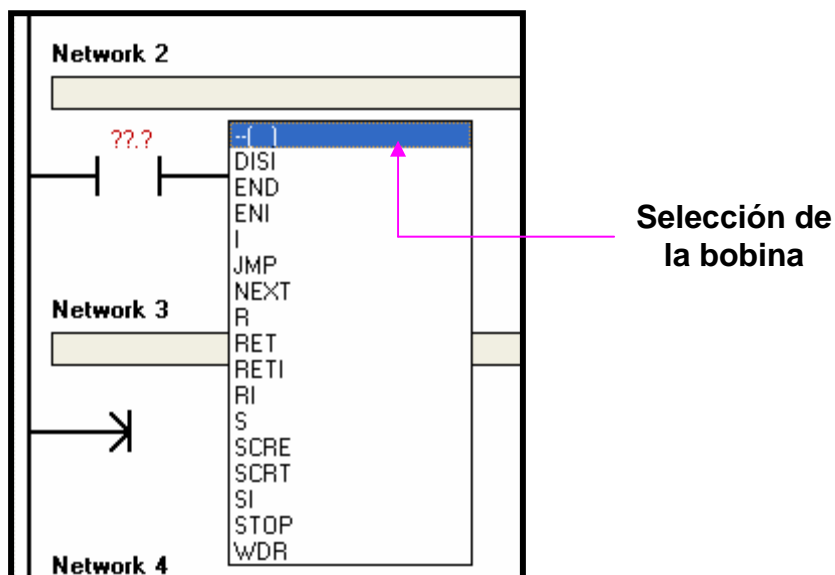 Network 2
??.?
--( )
DISI
END
ENI
I
JMP
NEXT
R
RET
RETI
RI
S
SCRE
SCRT
SI
STOP
WDR
Network 3
Network 4
Selección de
la bobina